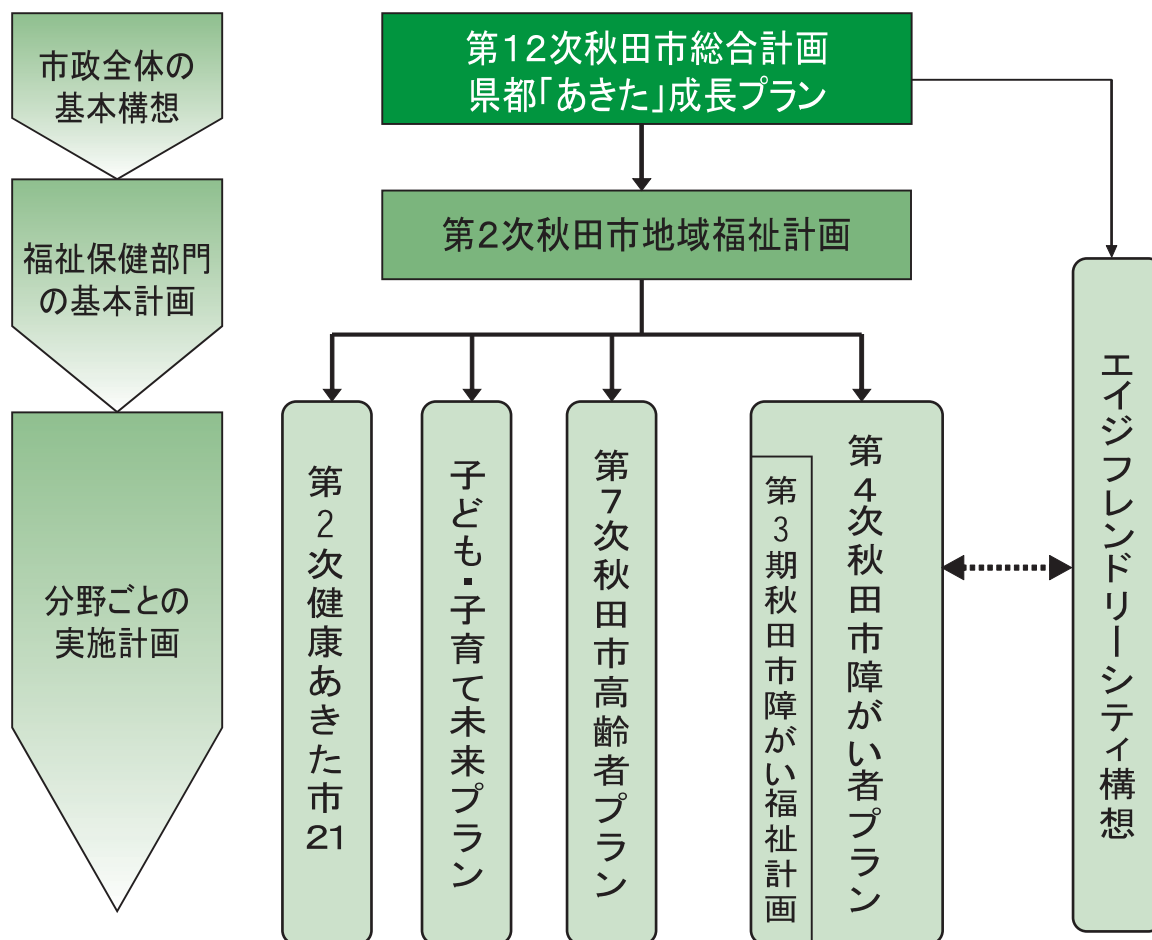 市政全体の
基本構想
第12次秋田市総合計画
県都「あきた」成長プラン
福祉保健部門
の基本計画
第2次秋田市地域福祉計画
分野ごとの
実施計画
第2次健康あきた市21
子ども・子育て未来プラン
第7次秋田市高齢者プラン
第4次秋田市障がい者プラン
第3期秋田市障がい福祉計画
エイジフレンドリーシティ構想